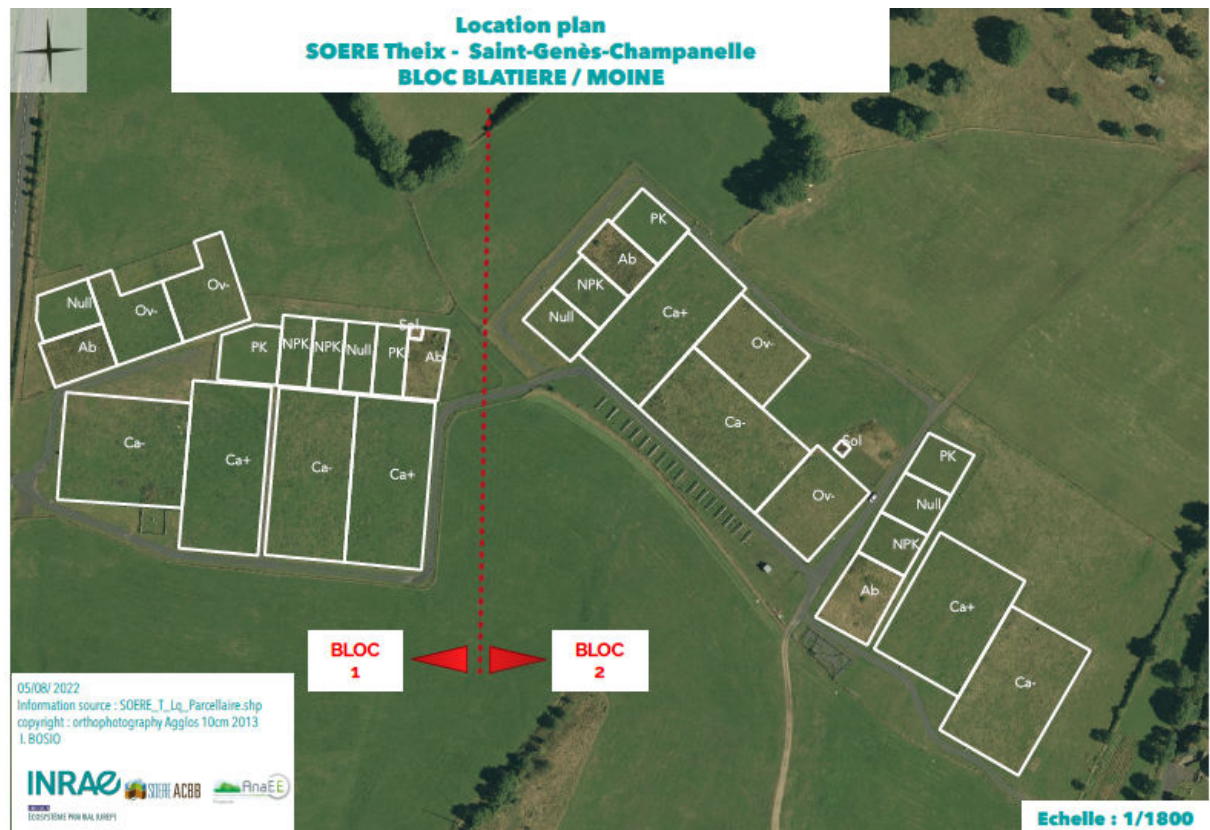 Location plan
SOERE Theix - Saint-Genès-Champanelle
BLOC BLATIERE / MOINE
PK
Ab
NPK
Null
Ca+
Ov-
Ca-
Ov-
Sol
PK
Null
NPK
Ab
Ca+
Ca-
Null
Ov-
Ov-
Ab
PK
NPK
NPK
Null
PK
Sol
Ab
Ca-
Ca+
Ca-
Ca+
BLOC
1
BLOC
2
05/08/ 2022
Information source : SOERE_T_Lq_Parcellaire.shp
copyright : orthophotography Agglos 10cm 2013
I. BOSIO
INRAE
SOERE ACBB
AnaEE
Echelle : 1/1800